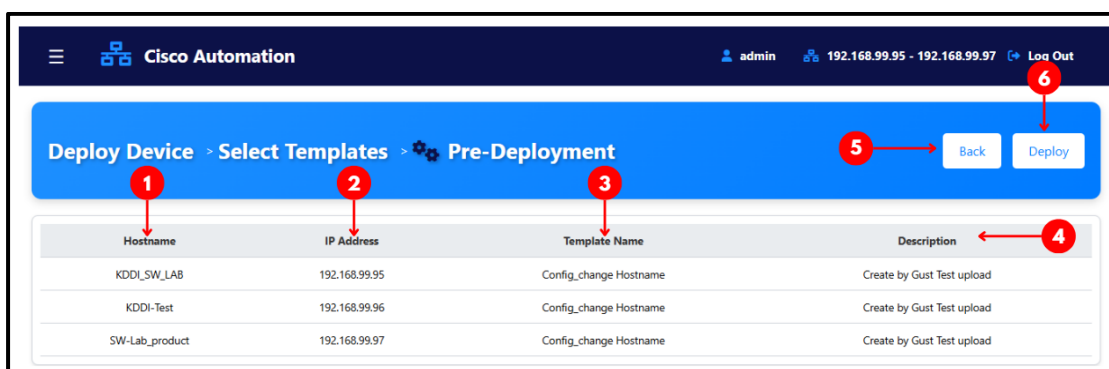 ☰ Cisco Automation admin 192.168.99.95 - 192.168.99.97 Log Out
6
Deploy Device > Select Templates > Pre-Deployment 5 Back Deploy
1 2 3
Hostname IP Address Template Name Description 4
KDDI_SW_LAB 192.168.99.95 Config_change Hostname Create by Gust Test upload
KDDI-Test 192.168.99.96 Config_change Hostname Create by Gust Test upload
SW-Lab_product 192.168.99.97 Config_change Hostname Create by Gust Test upload